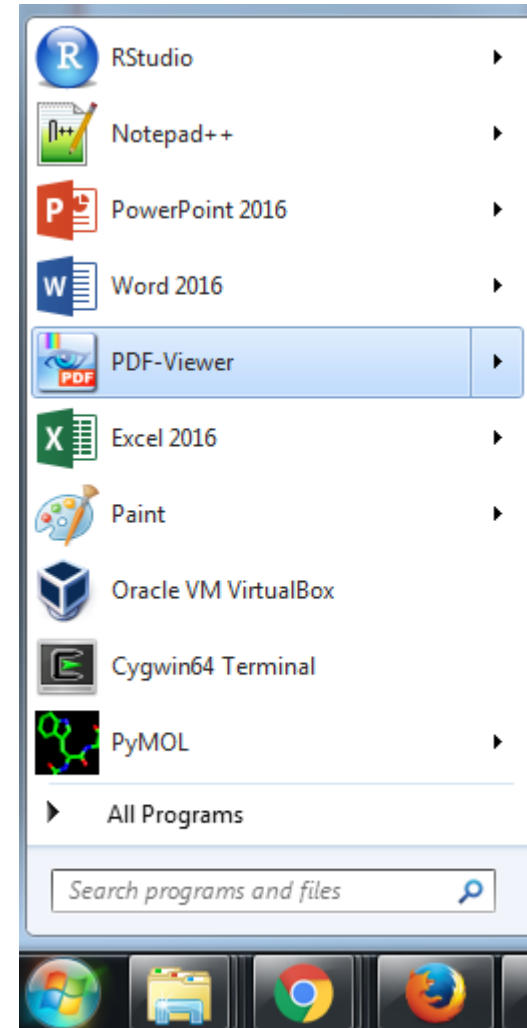 R
RStudio
n++
Notepad++
P
PowerPoint 2016
W
Word 2016
PDF
PDF-Viewer
X
Excel 2016
Paint
Oracle VM VirtualBox
Cygwin64 Terminal
PyMOL
All Programs
Search programs and files